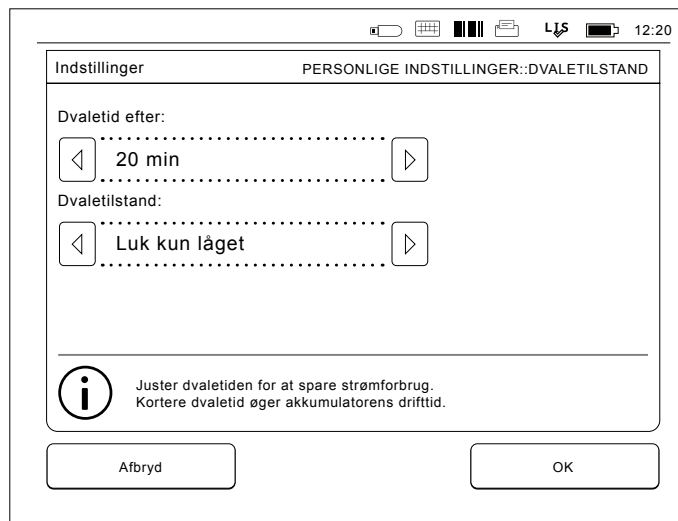 LIS 12:20
Indstillinger PERSONLIGE INDSTILLINGER::DVALETILSTAND
Dvaletid efter:
20 min
Dvaletilstand:
Luk kun låget
Juster dvaletiden for at spare strømforbrug.
Kortere dvaletid øger akkumulatorens drifttid.
Afbryd OK